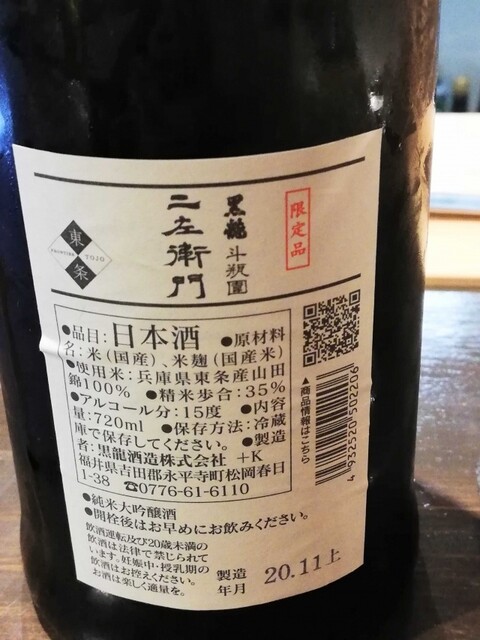 限定品
黒龍 斗瓶囲
二左衛門
東条
FRONTIER TOJO
●品目:日本酒 ●原材料
名:米(国産)、米麹(国産米)
●使用米:兵庫県東条産山田
錦100% ●精米歩合:35%
●アルコール分:15度 ●内容
量:720ml ●保存方法:冷蔵
庫で保存してください。●製造
者:黒龍酒造株式会社 +K
福井県吉田郡永平寺町松岡春日
1-38 ☎0776-61-6110
▲商品情報はこちら
4 932520 502206
●純米大吟醸酒
●開栓後はお早めにお飲みください。
飲酒運転及び20歳未満の
飲酒は法律で禁じられて
います。妊娠中・授乳期の
飲酒はお控えください。
お酒は楽しく適量を。
製造
年月
20.11上